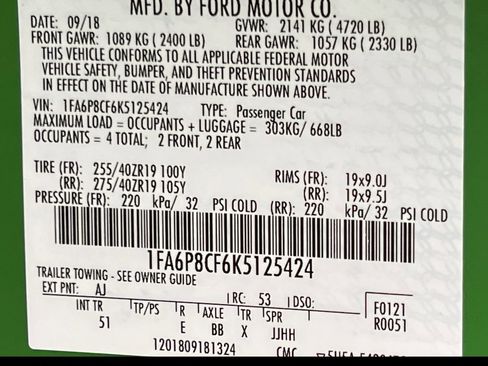 MFD. BY FORD MOTOR CO.
DATE: 09/18 GVWR: 2141 KG ( 4720 LB)
FRONT GAWR: 1089 KG ( 2400 LB) REAR GAWR: 1057 KG ( 2330 LB)
THIS VEHICLE CONFORMS TO ALL APPLICABLE FEDERAL MOTOR
VEHICLE SAFETY, BUMPER, AND THEFT PREVENTION STANDARDS
IN EFFECT ON THE DATE OF MANUFACTURE SHOWN ABOVE.
VIN: 1FA6P8CF6K5125424 TYPE: Passenger Car
MAXIMUM LOAD = OCCUPANTS + LUGGAGE = 303KG/ 668LB
OCCUPANTS = 4 TOTAL; 2 FRONT, 2 REAR
TIRE (FR): 255/40ZR19 100Y RIMS (FR): 19x9.0J
(RR): 275/40ZR19 105Y (RR): 19x9.5J
PRESSURE (FR): 220 kPa/ 32 PSI COLD (RR): 220 kPa/ 32 PSI COLD
1FA6P8CF6K5125424
TRAILER TOWING - SEE OWNER GUIDE
EXT PNT: AJ RC: 53 DSO: F0121
INT TR TP/PS R AXLE TR SPR R0051
51 E BB X JJHH
1201809181324 CMC